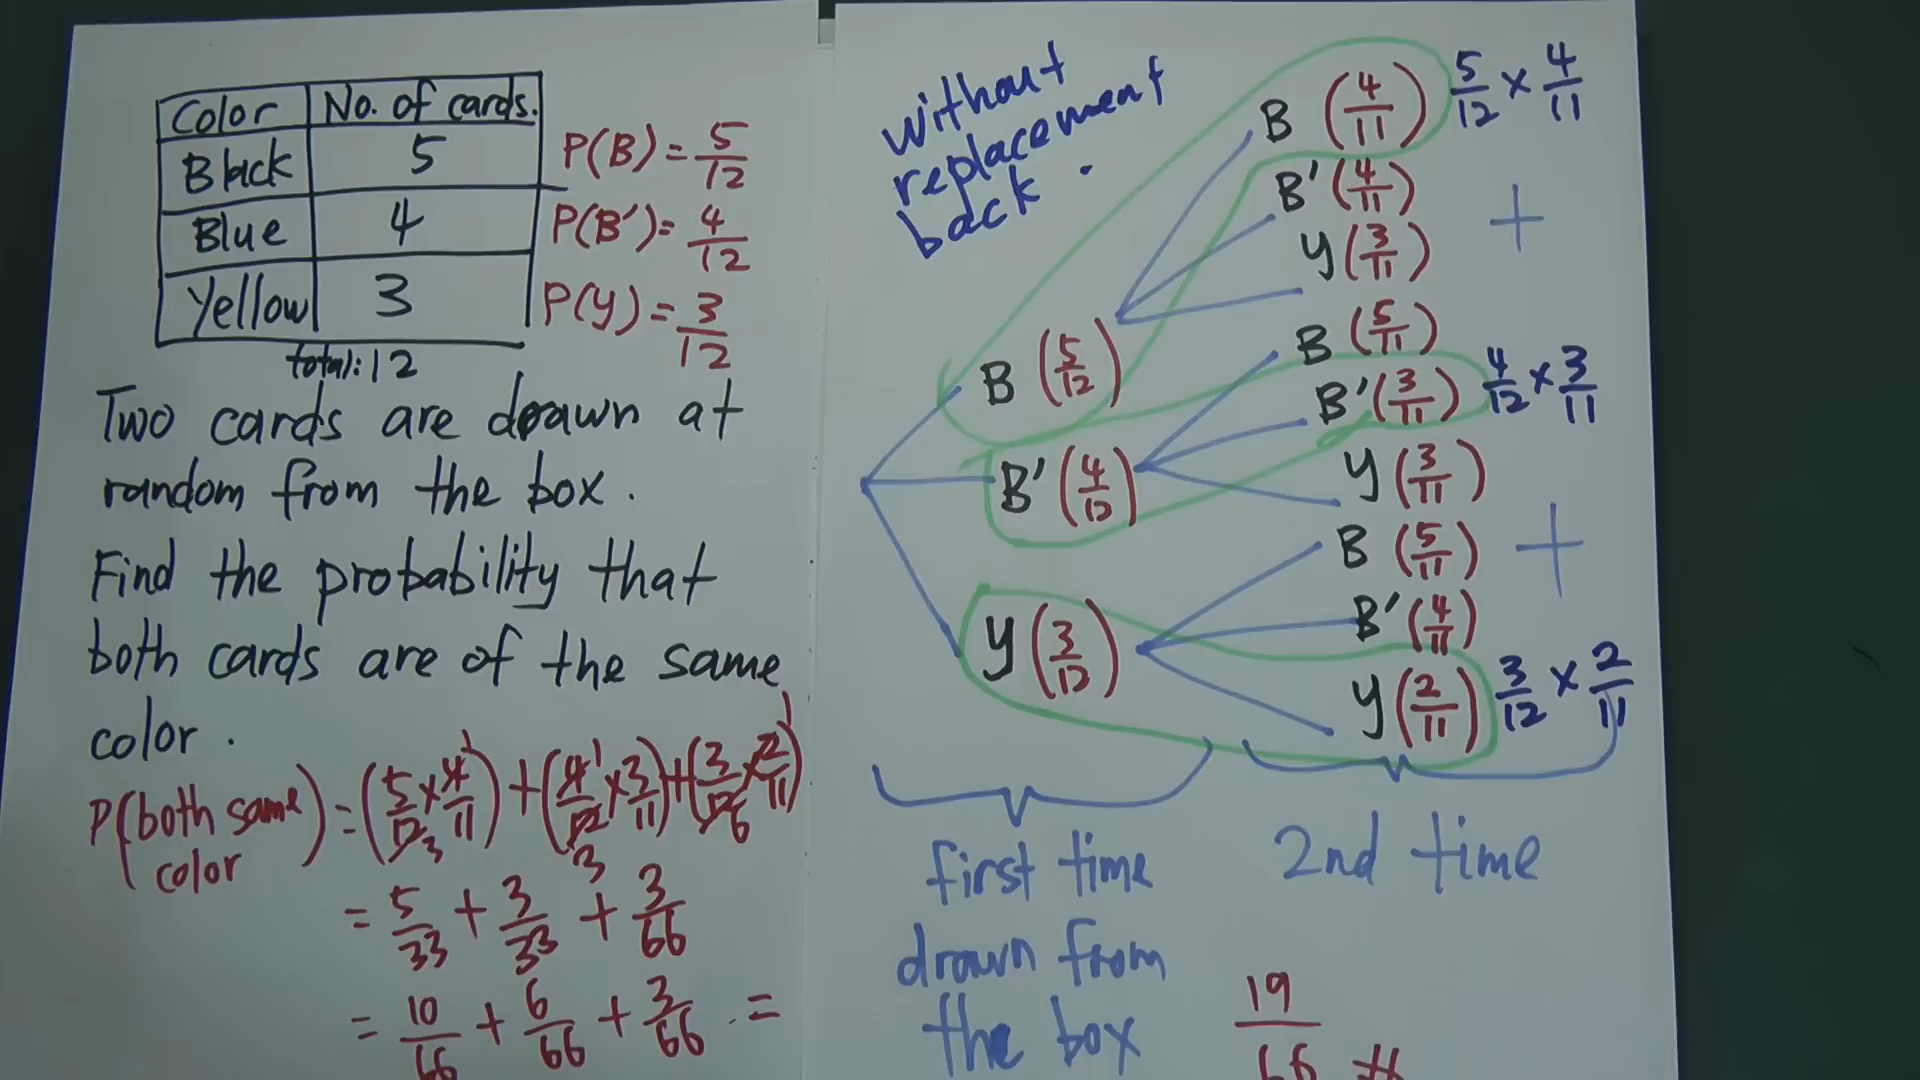 Color No. of cards.
Black 5
Blue 4
Yellow 3
total: 12
P(B) = 5/12
P(B') = 4/12
P(Y) = 3/12
Two cards are drawn at
random from the box.
Find the probability that
both cards are of the same
color.
P(both same color) = (5/12 × 4/11) + (4/12 × 3/11) + (3/12 × 2/11)
1 3 1 3 1 6
= 5/33 + 3/33 + 3/66
= 10/66 + 6/66 + 3/66 =
without
replacement
back.
B (5/12)
B (4/11) 5/12 × 4/11
B' (4/11)
Y (3/11)
+
B' (4/12)
B (5/11)
B' (3/11) 4/12 × 3/11
Y (3/11)
+
Y (3/12)
B (5/11)
B' (4/11)
Y (2/11) 3/12 × 2/11
first time
drawn from
the box
2nd time
19/66 #